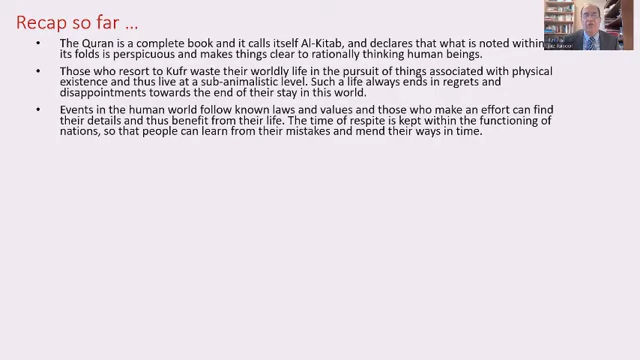 Recap so far ...
• The Quran is a complete book and it calls itself Al-Kitab, and declares that what is noted within
its folds is perspicuous and makes things clear to rationally thinking human beings.
• Those who resort to Kufr waste their worldly life in the pursuit of things associated with physical
existence and thus live at a sub-animalistic level. Such a life always ends in regrets and
disappointments towards the end of their stay in this world.
• Events in the human world follow known laws and values and those who make an effort can find
their details and thus benefit from their life. The time of respite is kept within the functioning of
nations, so that people can learn from their mistakes and mend their ways in time.